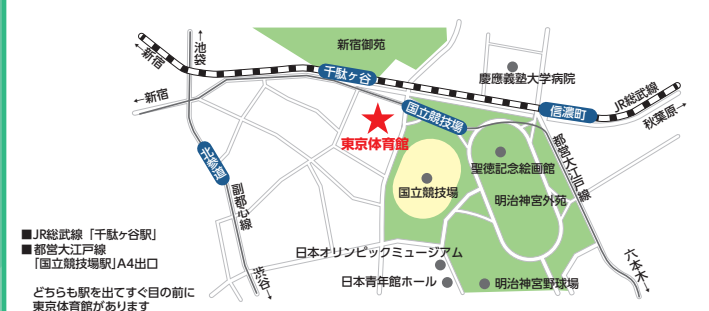 ←新宿
←池袋
新宿御苑
千駄ヶ谷
慶應義塾大学病院
←新宿
国立競技場
信濃町
JR総武線
秋葉原→
東京体育館
北参道
聖徳記念絵画館
都営大江戸線
国立競技場
明治神宮外苑
副都心線
■JR総武線「千駄ヶ谷駅」
■都営大江戸線
「国立競技場駅」A4出口
日本オリンピックミュージアム
六本木→
渋谷→
日本青年館ホール
明治神宮野球場
どちらも駅を出てすぐ目の前に
東京体育館があります